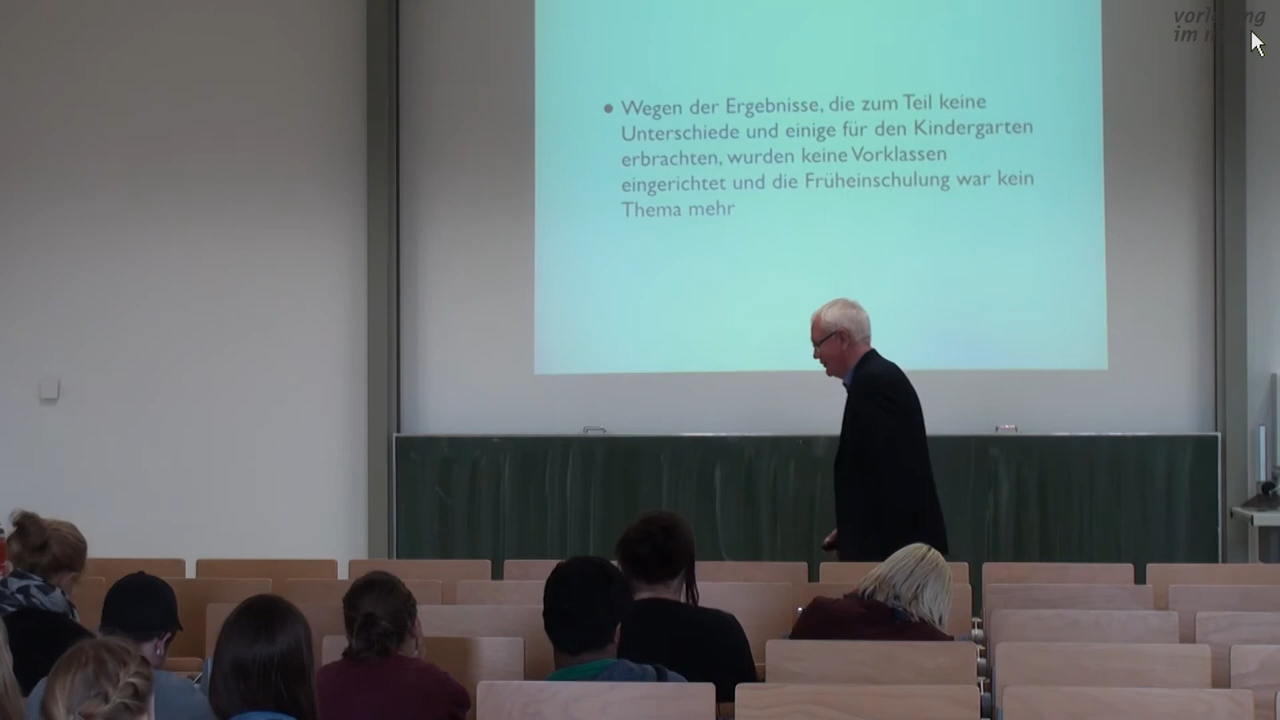 • Wegen der Ergebnisse, die zum Teil keine
Unterschiede und einige für den Kindergarten
erbrachten, wurden keine Vorklassen
eingerichtet und die Früheinschulung war kein
Thema mehr
im